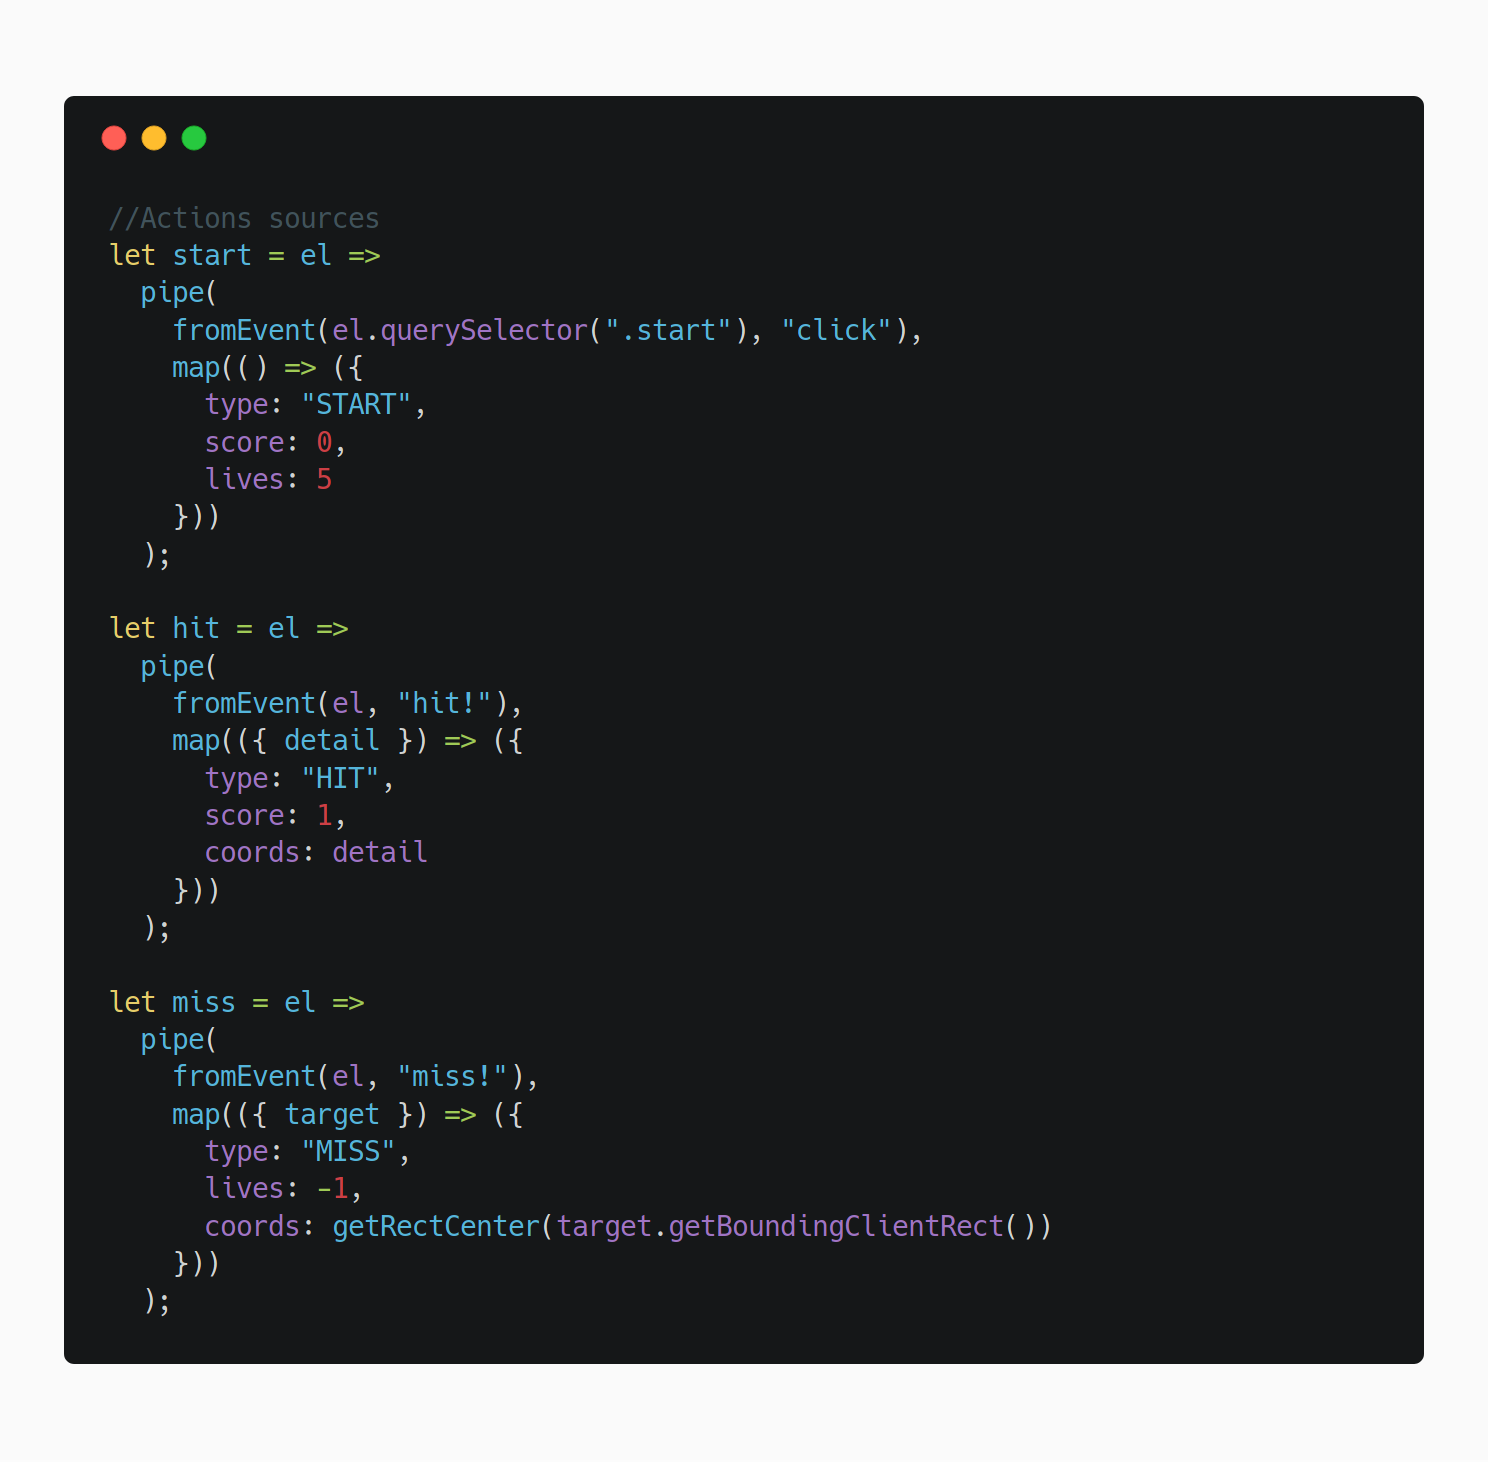 //Actions sources
let start = el =>
  pipe(
    fromEvent(el.querySelector(".start"), "click"),
    map(() => ({
      type: "START",
      score: 0,
      lives: 5
    }))
  );

let hit = el =>
  pipe(
    fromEvent(el, "hit!"),
    map(({ detail }) => ({
      type: "HIT",
      score: 1,
      coords: detail
    }))
  );

let miss = el =>
  pipe(
    fromEvent(el, "miss!"),
    map(({ target }) => ({
      type: "MISS",
      lives: -1,
      coords: getRectCenter(target.getBoundingClientRect())
    }))
  );